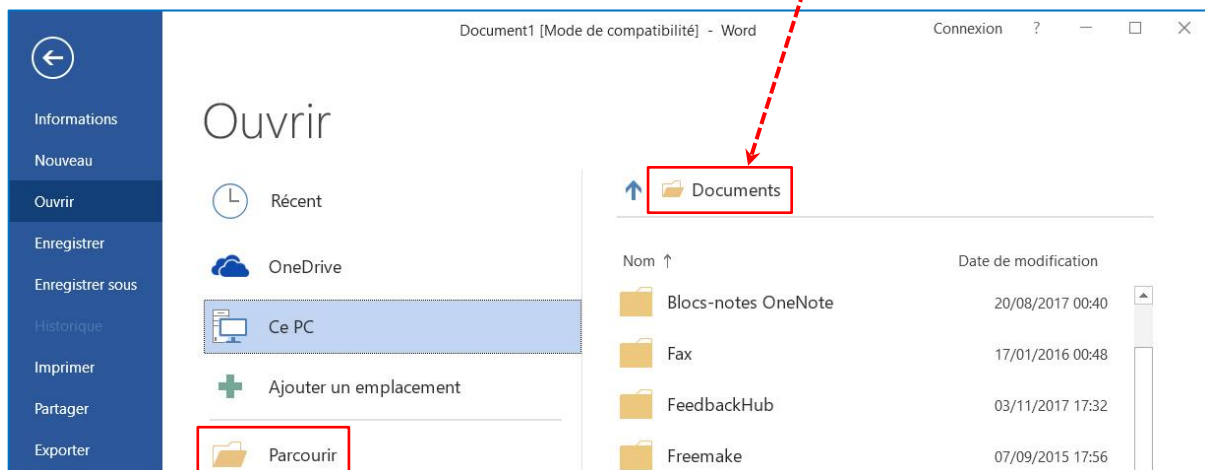 Document1 [Mode de compatibilité] - Word
Connexion ?
Informations
Nouveau
Ouvrir
Enregistrer
Enregistrer sous
Historique
Imprimer
Partager
Exporter
Ouvrir
Récent
OneDrive
Ce PC
Ajouter un emplacement
Parcourir
Documents
Nom ↑ Date de modification
Blocs-notes OneNote 20/08/2017 00:40
Fax 17/01/2016 00:48
FeedbackHub 03/11/2017 17:32
Freemake 07/09/2015 17:56